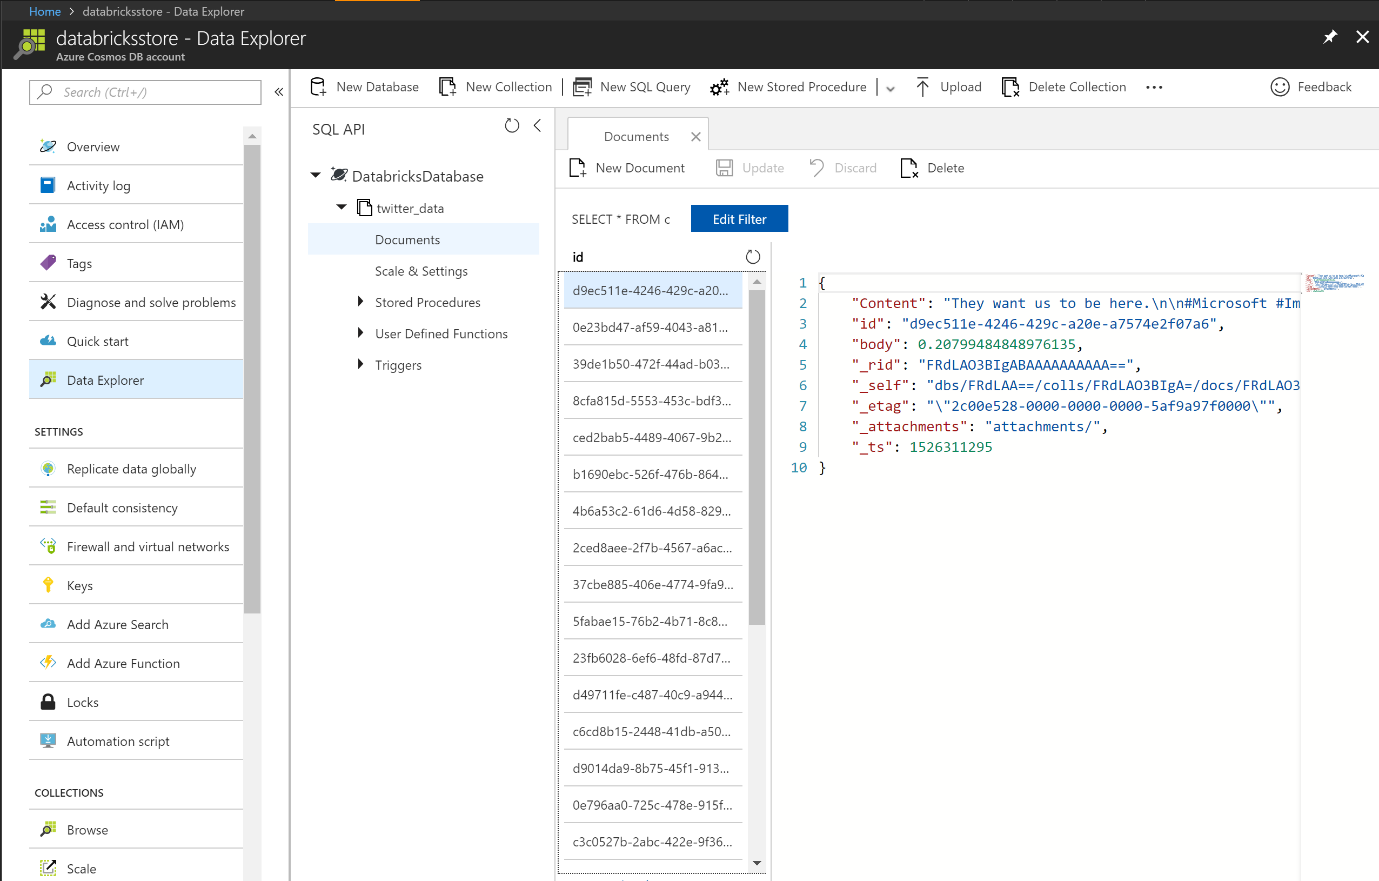 Home > databricksstore - Data Explorer
databricksstore - Data Explorer
Azure Cosmos DB account
Search (Ctrl+/)
«
Overview
Activity log
Access control (IAM)
Tags
Diagnose and solve problems
Quick start
Data Explorer
SETTINGS
Replicate data globally
Default consistency
Firewall and virtual networks
Keys
Add Azure Search
Add Azure Function
Locks
Automation script
COLLECTIONS
Browse
Scale
New Database New Collection New SQL Query New Stored Procedure Upload Delete Collection ... Feedback
SQL API
DatabricksDatabase
twitter_data
Documents
Scale & Settings
Stored Procedures
User Defined Functions
Triggers
Documents
New Document Update Discard Delete
SELECT * FROM c Edit Filter
id
d9ec511e-4246-429c-a20...
0e23bd47-af59-4043-a81...
39de1b50-472f-44ad-b03...
8cfa815d-5553-453c-bdf3...
ced2bab5-4489-4067-9b2...
b1690ebc-526f-476b-864...
4b6a53c2-61d6-4d58-829...
2ced8aee-2f7b-4567-a6ac...
37cbe885-406e-4774-9fa9...
5fabae15-76b2-4b71-8c8...
23fb6028-6ef6-48fd-87d7...
d49711fe-c487-40c9-a944...
c6cd8b15-2448-41db-a50...
d9014da9-8b75-45f1-913...
0e796aa0-725c-478e-915f...
c3c0527b-2abc-422e-9f36...
1 {
2 "Content": "They want us to be here.\n\n#Microsoft #Im
3 "id": "d9ec511e-4246-429c-a20e-a7574e2f07a6",
4 "body": 0.20799484848976135,
5 "_rid": "FRdLAO3BIgABAAAAAAAAAA==",
6 "_self": "dbs/FRdLAA==/colls/FRdLAO3BIgA=/docs/FRdLAO3
7 "_etag": "\"2c00e528-0000-0000-0000-5af9a97f0000\"",
8 "_attachments": "attachments/",
9 "_ts": 1526311295
10 }